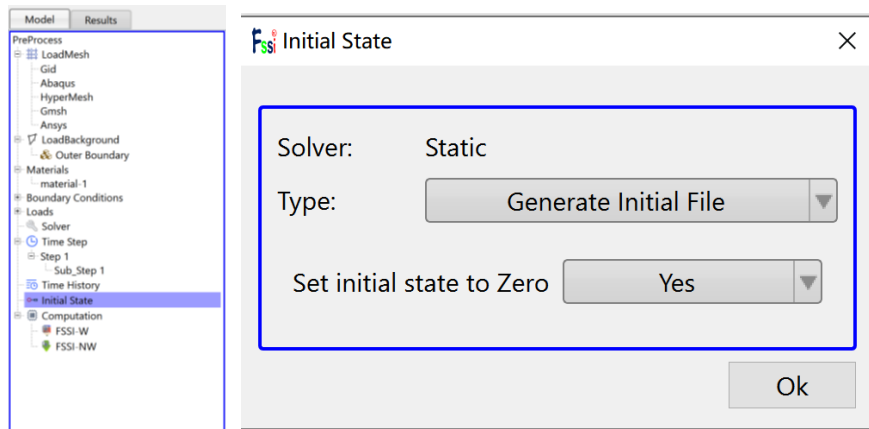 Model Results
PreProcess
LoadMesh
Gid
Abaqus
HyperMesh
Gmsh
Ansys
LoadBackground
Outer Boundary
Materials
material-1
Boundary Conditions
Loads
Solver
Time Step
Step 1
Sub_Step 1
Time History
Initial State
Computation
FSSI-W
FSSI-NW
Fssi® Initial State
Solver: Static
Type: Generate Initial File
Set initial state to Zero Yes
Ok